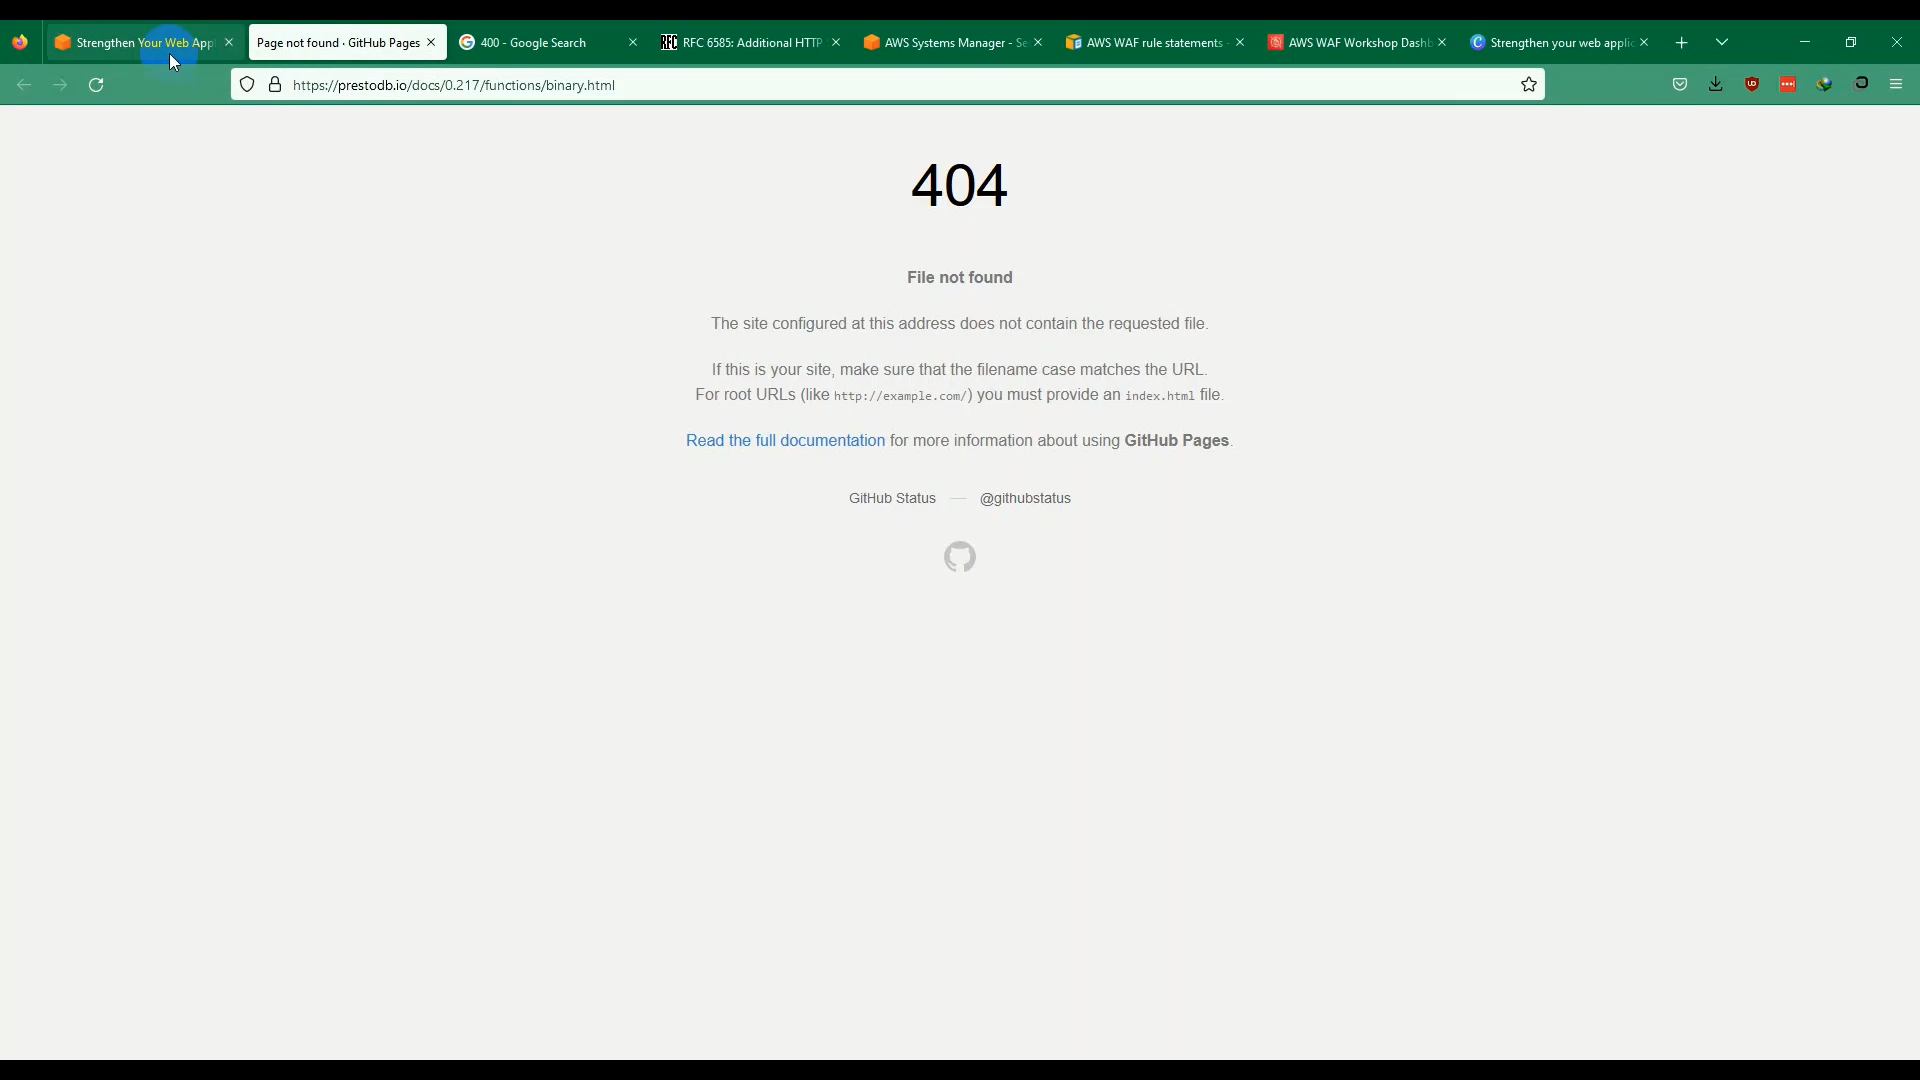 Strengthen Your Web Appl
Page not found · GitHub Pages
400 - Google Search
RFC 6585: Additional HTTP
AWS Systems Manager - Se
AWS WAF rule statements -
AWS WAF Workshop Dashb
Strengthen your web applic
https://prestodb.io/docs/0.217/functions/binary.html
404
File not found
The site configured at this address does not contain the requested file.
If this is your site, make sure that the filename case matches the URL.
For root URLs (like http://example.com/) you must provide an index.html file.
Read the full documentation for more information about using GitHub Pages.
GitHub Status — @githubstatus